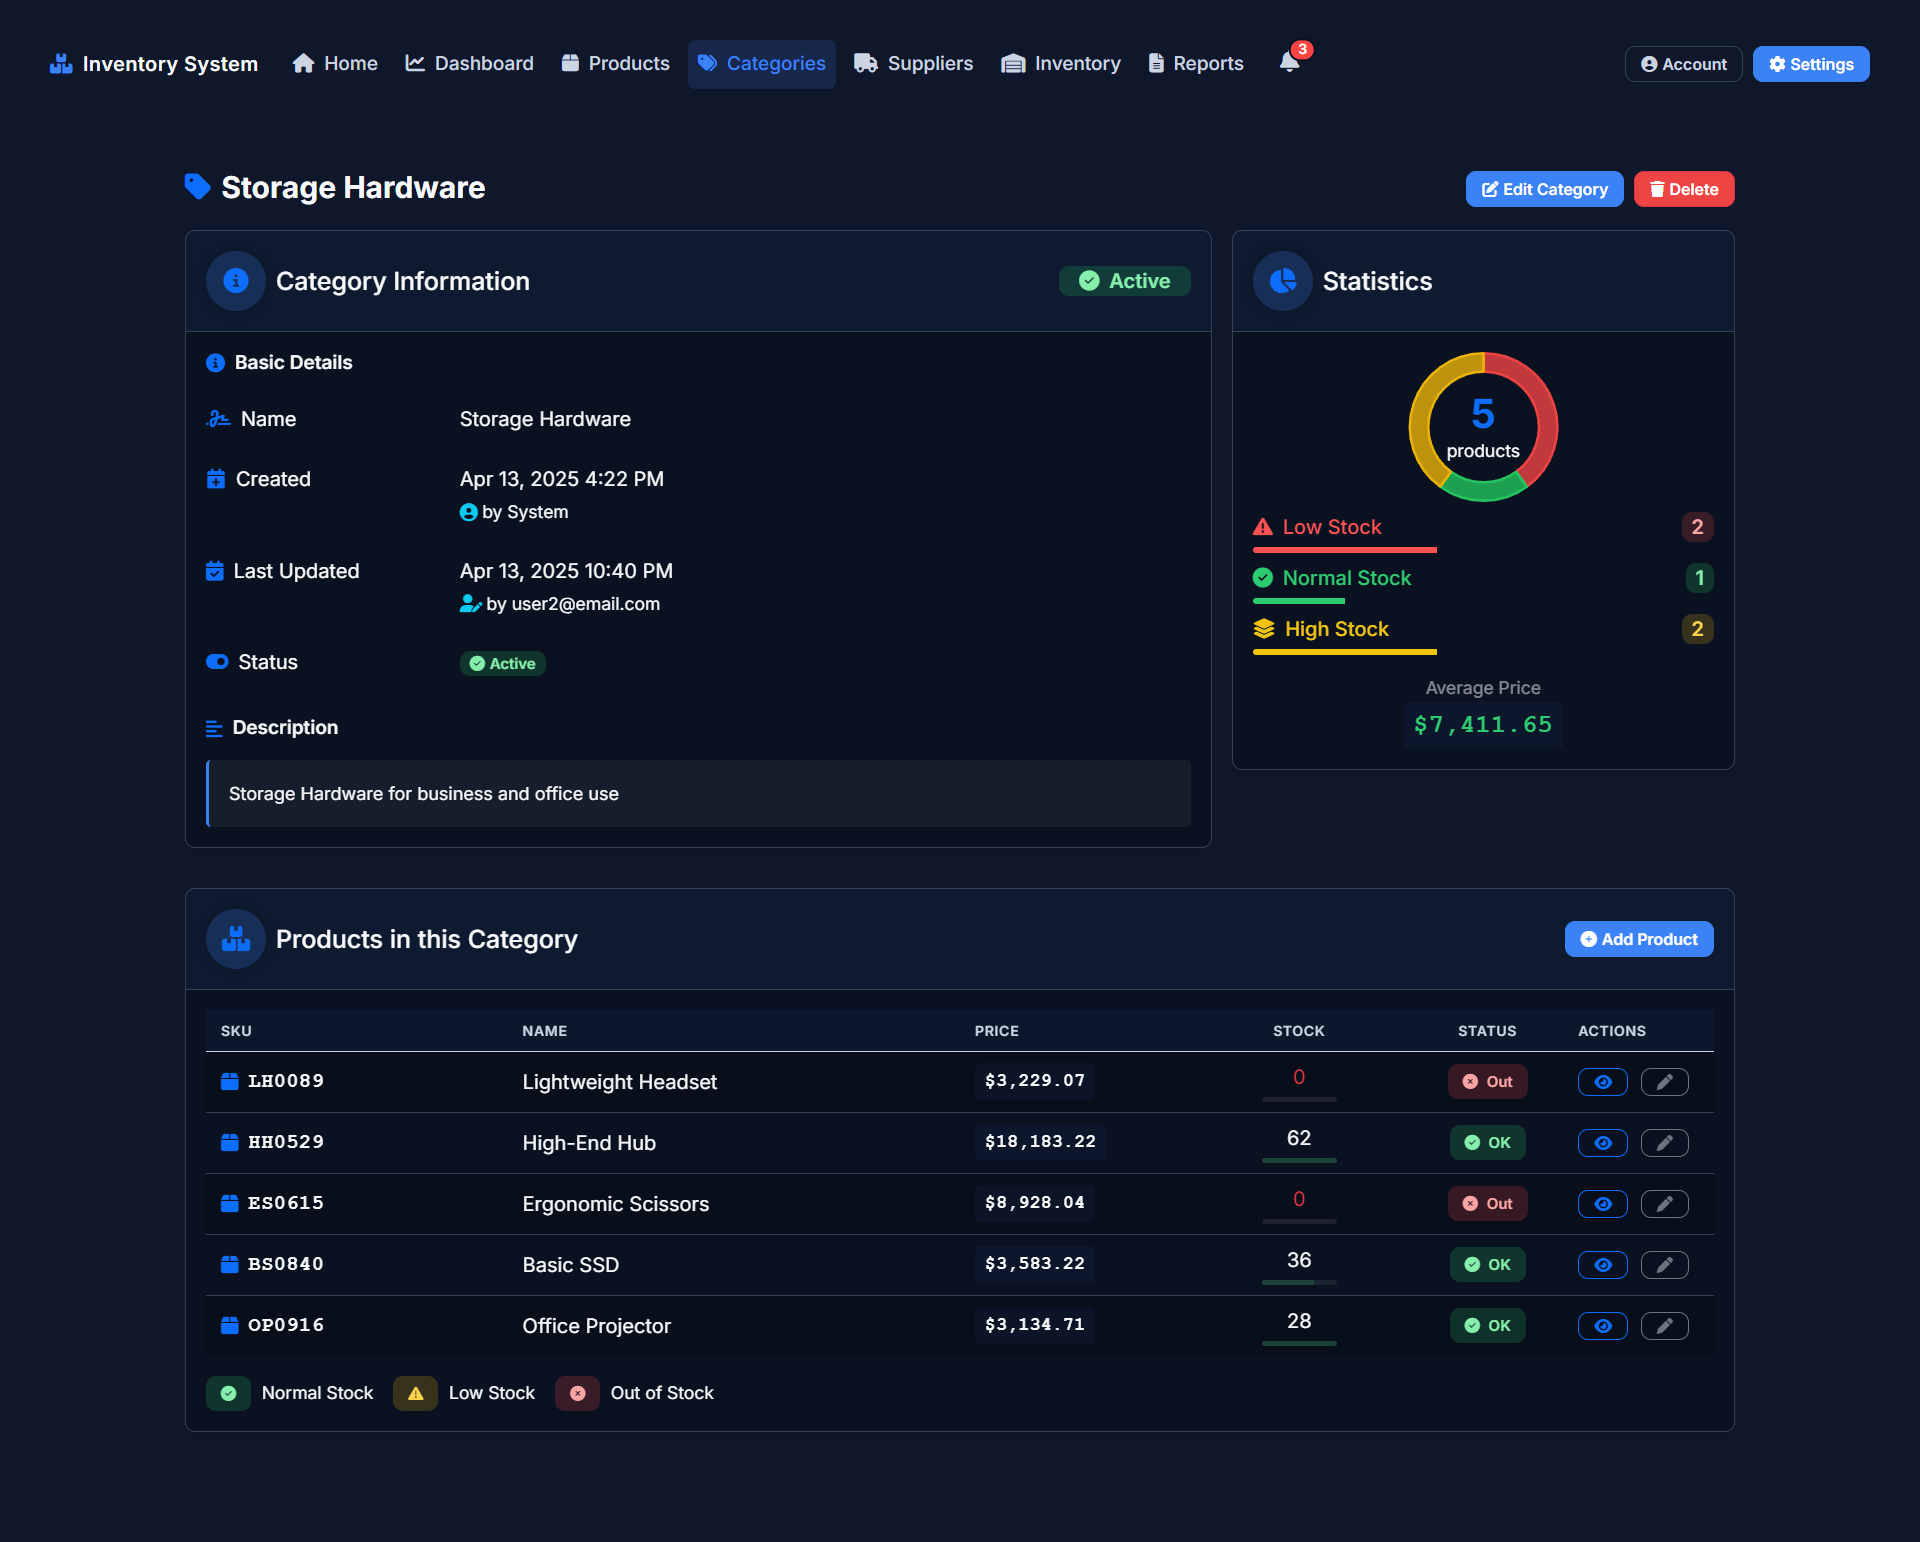 Inventory System Home Dashboard Products Categories Suppliers Inventory Reports 3 Account Settings
Storage Hardware Edit Category Delete
Category Information Active
Basic Details
Name Storage Hardware
Created Apr 13, 2025 4:22 PM
by System
Last Updated Apr 13, 2025 10:40 PM
by user2@email.com
Status Active
Description
Storage Hardware for business and office use
Statistics
5
products
Low Stock 2
Normal Stock 1
High Stock 2
Average Price
$7,411.65
Products in this Category Add Product
SKU NAME PRICE STOCK STATUS ACTIONS
LH0089 Lightweight Headset $3,229.07 0 Out
HH0529 High-End Hub $18,183.22 62 OK
ES0615 Ergonomic Scissors $8,928.04 0 Out
BS0840 Basic SSD $3,583.22 36 OK
OP0916 Office Projector $3,134.71 28 OK
Normal Stock Low Stock Out of Stock